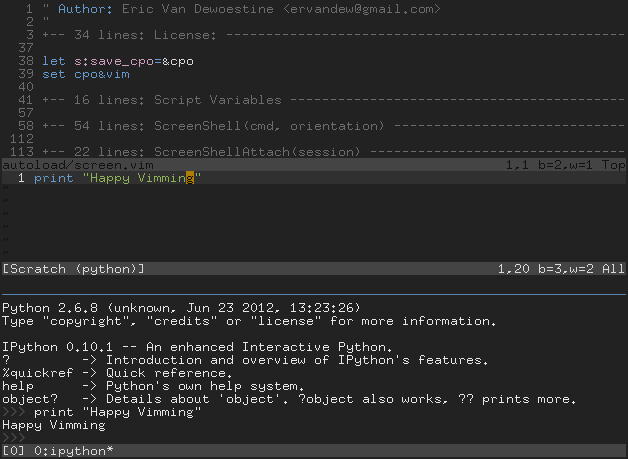 1 " Author: Eric Van Dewoestine <ervandew@gmail.com>
2 "
3 +-- 34 lines: License: ---------------------------------------------------
37
38 let s:save_cpo=&cpo
39 set cpo&vim
40
41 +-- 16 lines: Script Variables ------------------------------------------
57
58 +-- 54 lines: ScreenShell(cmd, orientation) -----------------------------
112
113 +-- 22 lines: ScreenShellAttach(session) --------------------------------
autoload/screen.vim 1,1 b=2,w=1 Top
1 print "Happy Vimming"
~
~
~
~
~
~
[Scratch (python)] 1,20 b=3,w=2 All
Python 2.6.8 (unknown, Jun 23 2012, 13:23:26)
Type "copyright", "credits" or "license" for more information.
IPython 0.10.1 -- An enhanced Interactive Python.
? -> Introduction and overview of IPython's features.
%quickref -> Quick reference.
help -> Python's own help system.
object? -> Details about 'object'. ?object also works, ?? prints more.
>>> print "Happy Vimming"
Happy Vimming
>>>
[0] 0:ipython*